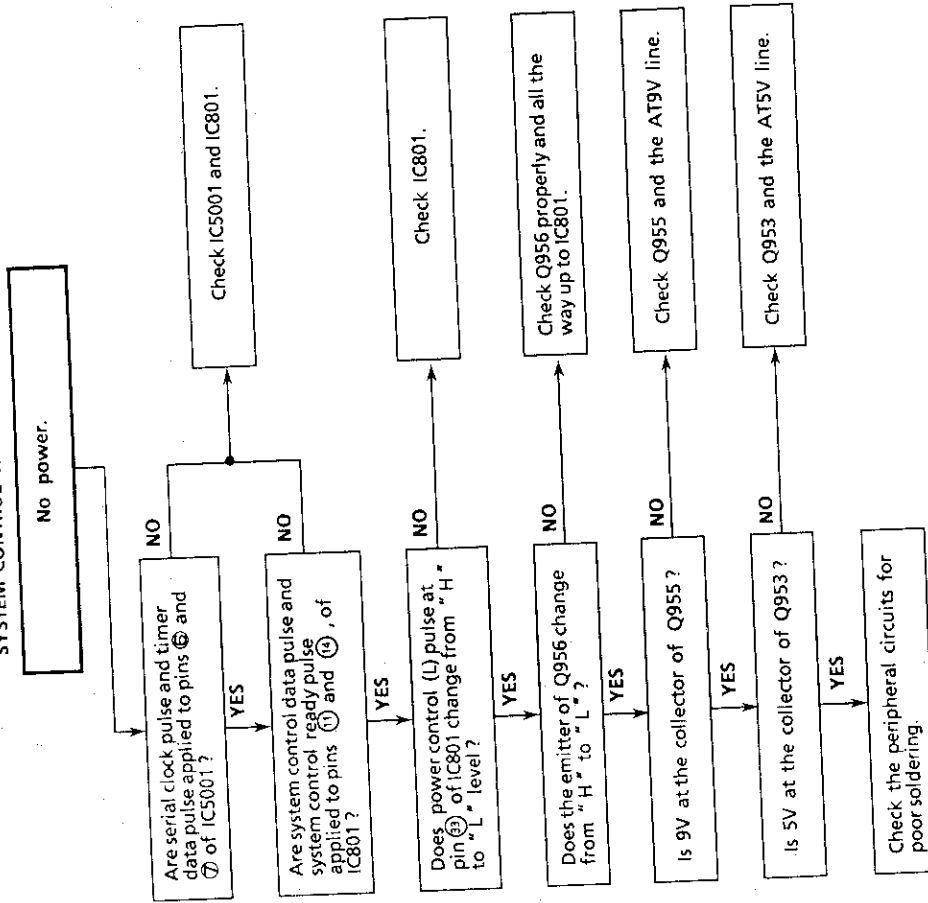 No power.
Are serial clock pulse and timer
data pulse applied to pins ⑥ and
⑦ of IC5001?
NO
YES
Check IC5001 and IC801.
Are system control data pulse and
system control ready pulse
applied to pins ⑪ and ⑭, of
IC801?
NO
YES
Does power control (L) pulse at
pin ㉝ of IC801 change from "H"
to "L" level?
NO
YES
Check IC801.
Does the emitter of Q956 change
from "H" to "L"?
NO
YES
Check Q956 properly and all the
way up to IC801.
Is 9V at the collector of Q955?
NO
YES
Check Q955 and the AT9V line.
Is 5V at the collector of Q953?
NO
YES
Check Q953 and the AT5V line.
Check the peripheral circuits for
poor soldering.